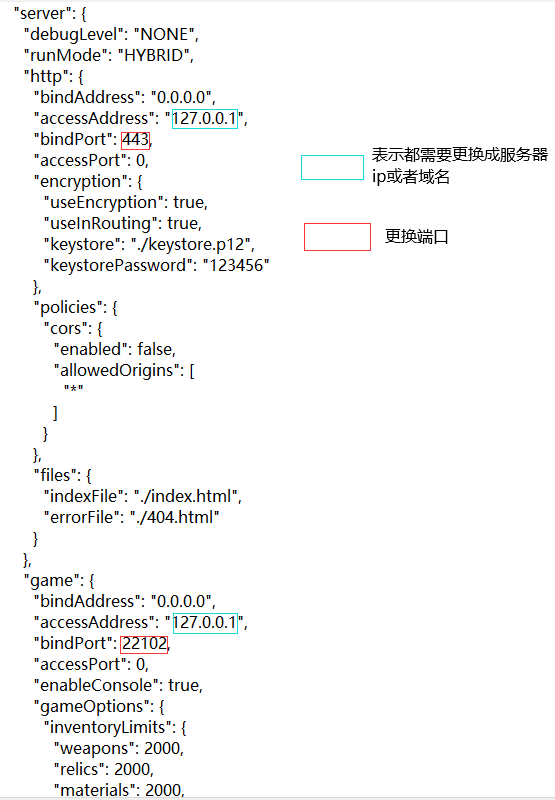 "server": {
"debugLevel": "NONE",
"runMode": "HYBRID",
"http": {
"bindAddress": "0.0.0.0",
"accessAddress": "127.0.0.1",
"bindPort": 443,
"accessPort": 0,
"encryption": {
"useEncryption": true,
"useInRouting": true,
"keystore": "./keystore.p12",
"keystorePassword": "123456"
},
"policies": {
"cors": {
"enabled": false,
"allowedOrigins": [
"*"
]
}
},
"files": {
"indexFile": "./index.html",
"errorFile": "./404.html"
}
},
"game": {
"bindAddress": "0.0.0.0",
"accessAddress": "127.0.0.1",
"bindPort": 22102,
"accessPort": 0,
"enableConsole": true,
"gameOptions": {
"inventoryLimits": {
"weapons": 2000,
"relics": 2000,
"materials": 2000,
表示都需要更换成服务器
ip或者域名
更换端口